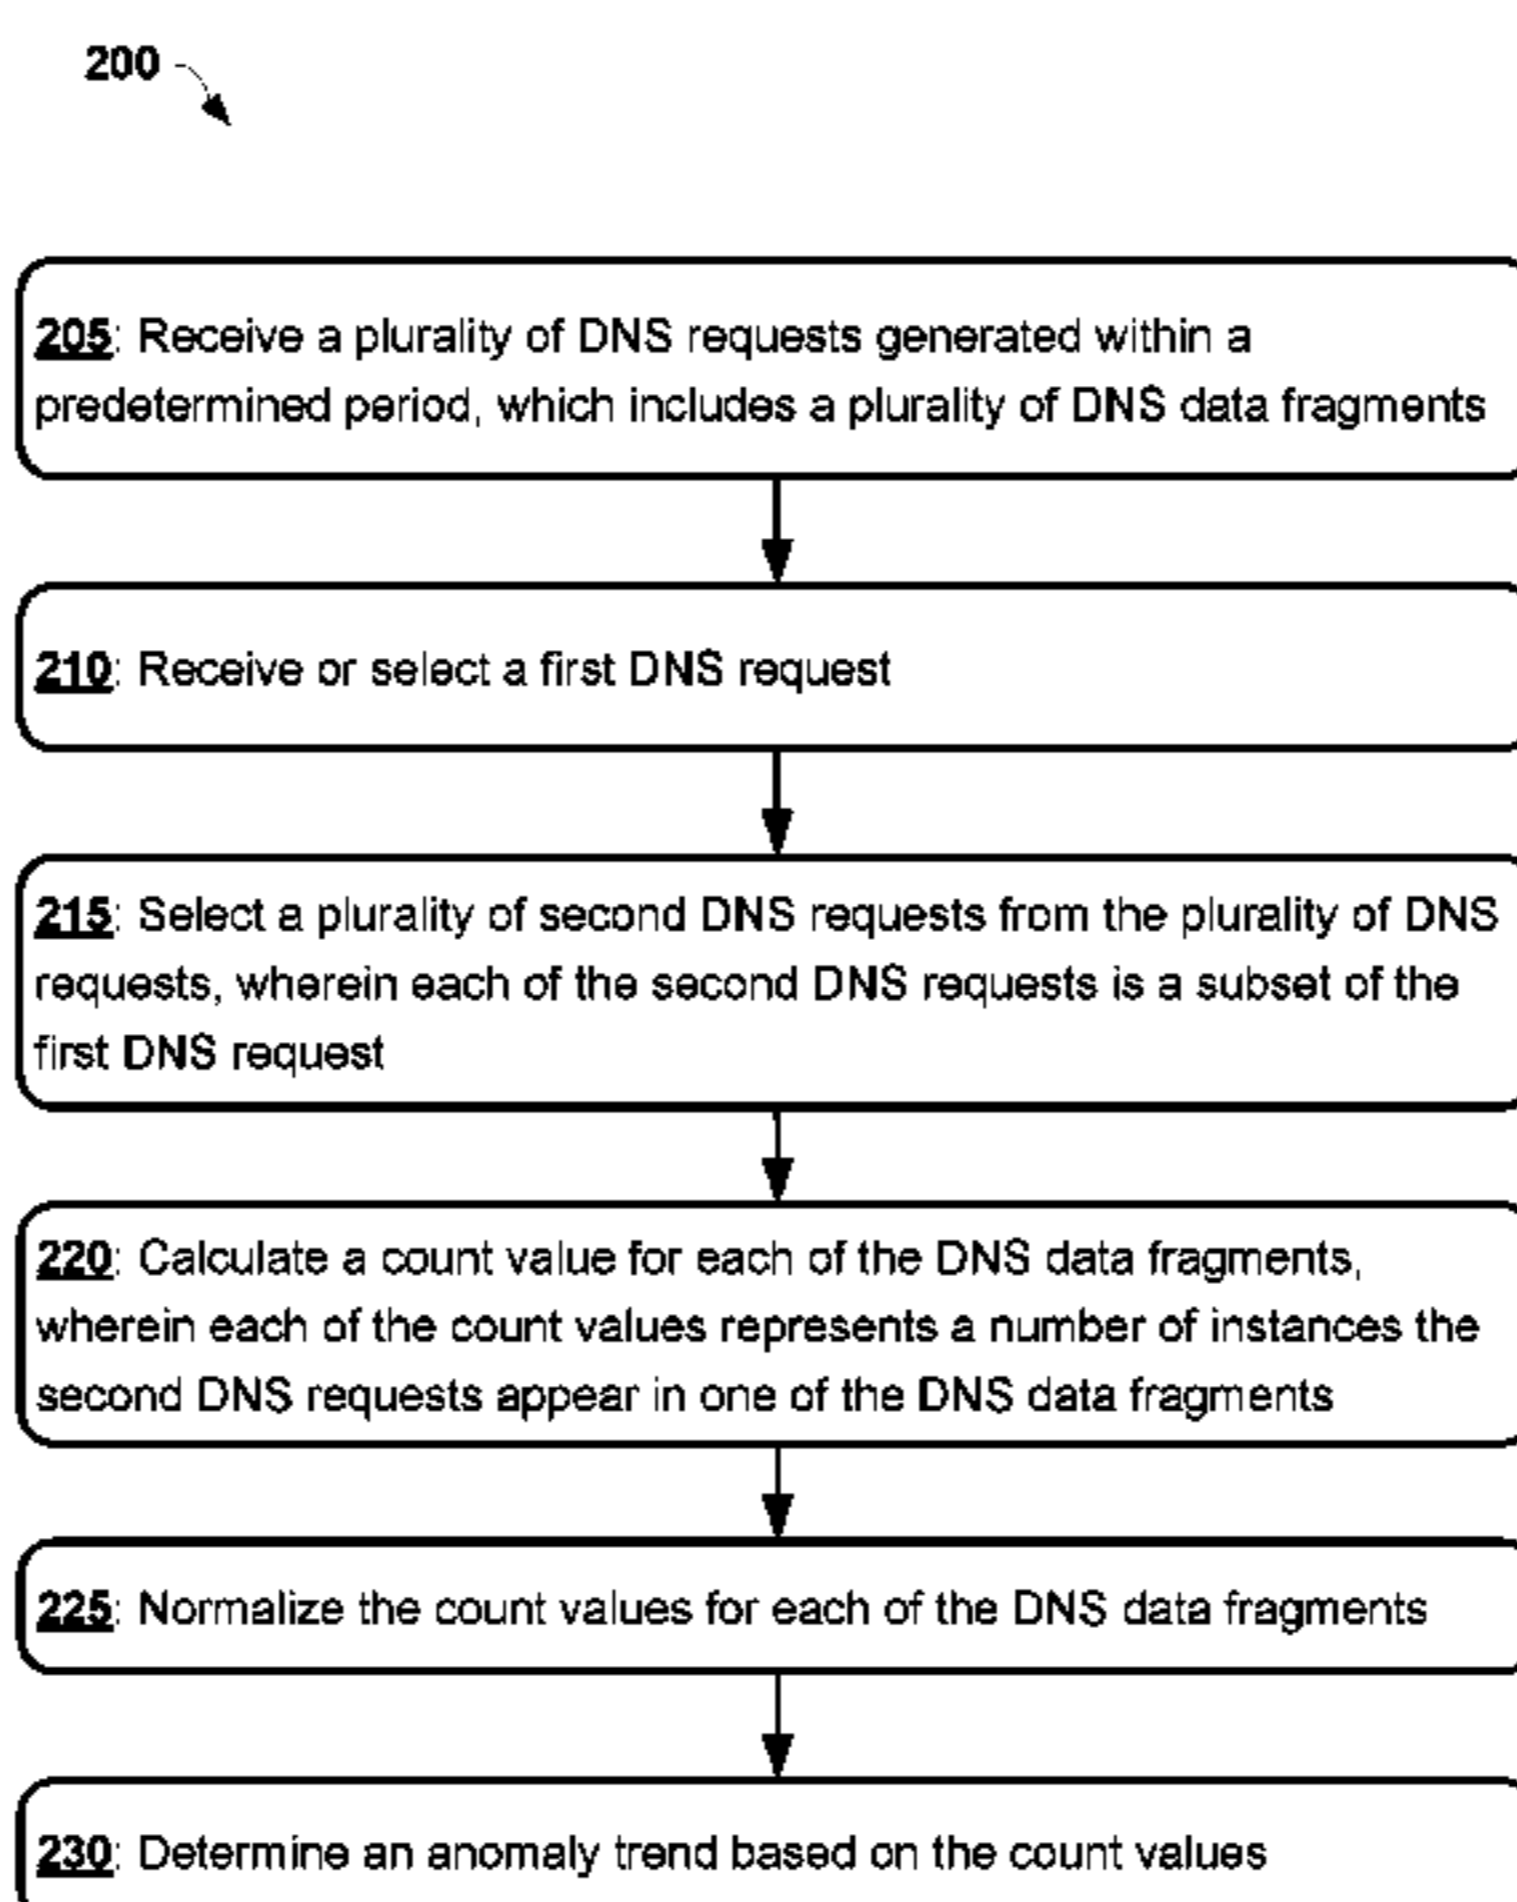 200
205: Receive a plurality of DNS requests generated within a
predetermined period, which includes a plurality of DNS data fragments
210: Receive or select a first DNS request
215: Select a plurality of second DNS requests from the plurality of DNS
requests, wherein each of the second DNS requests is a subset of the
first DNS request
220: Calculate a count value for each of the DNS data fragments,
wherein each of the count values represents a number of instances the
second DNS requests appear in one of the DNS data fragments
225: Normalize the count values for each of the DNS data fragments
230: Determine an anomaly trend based on the count values